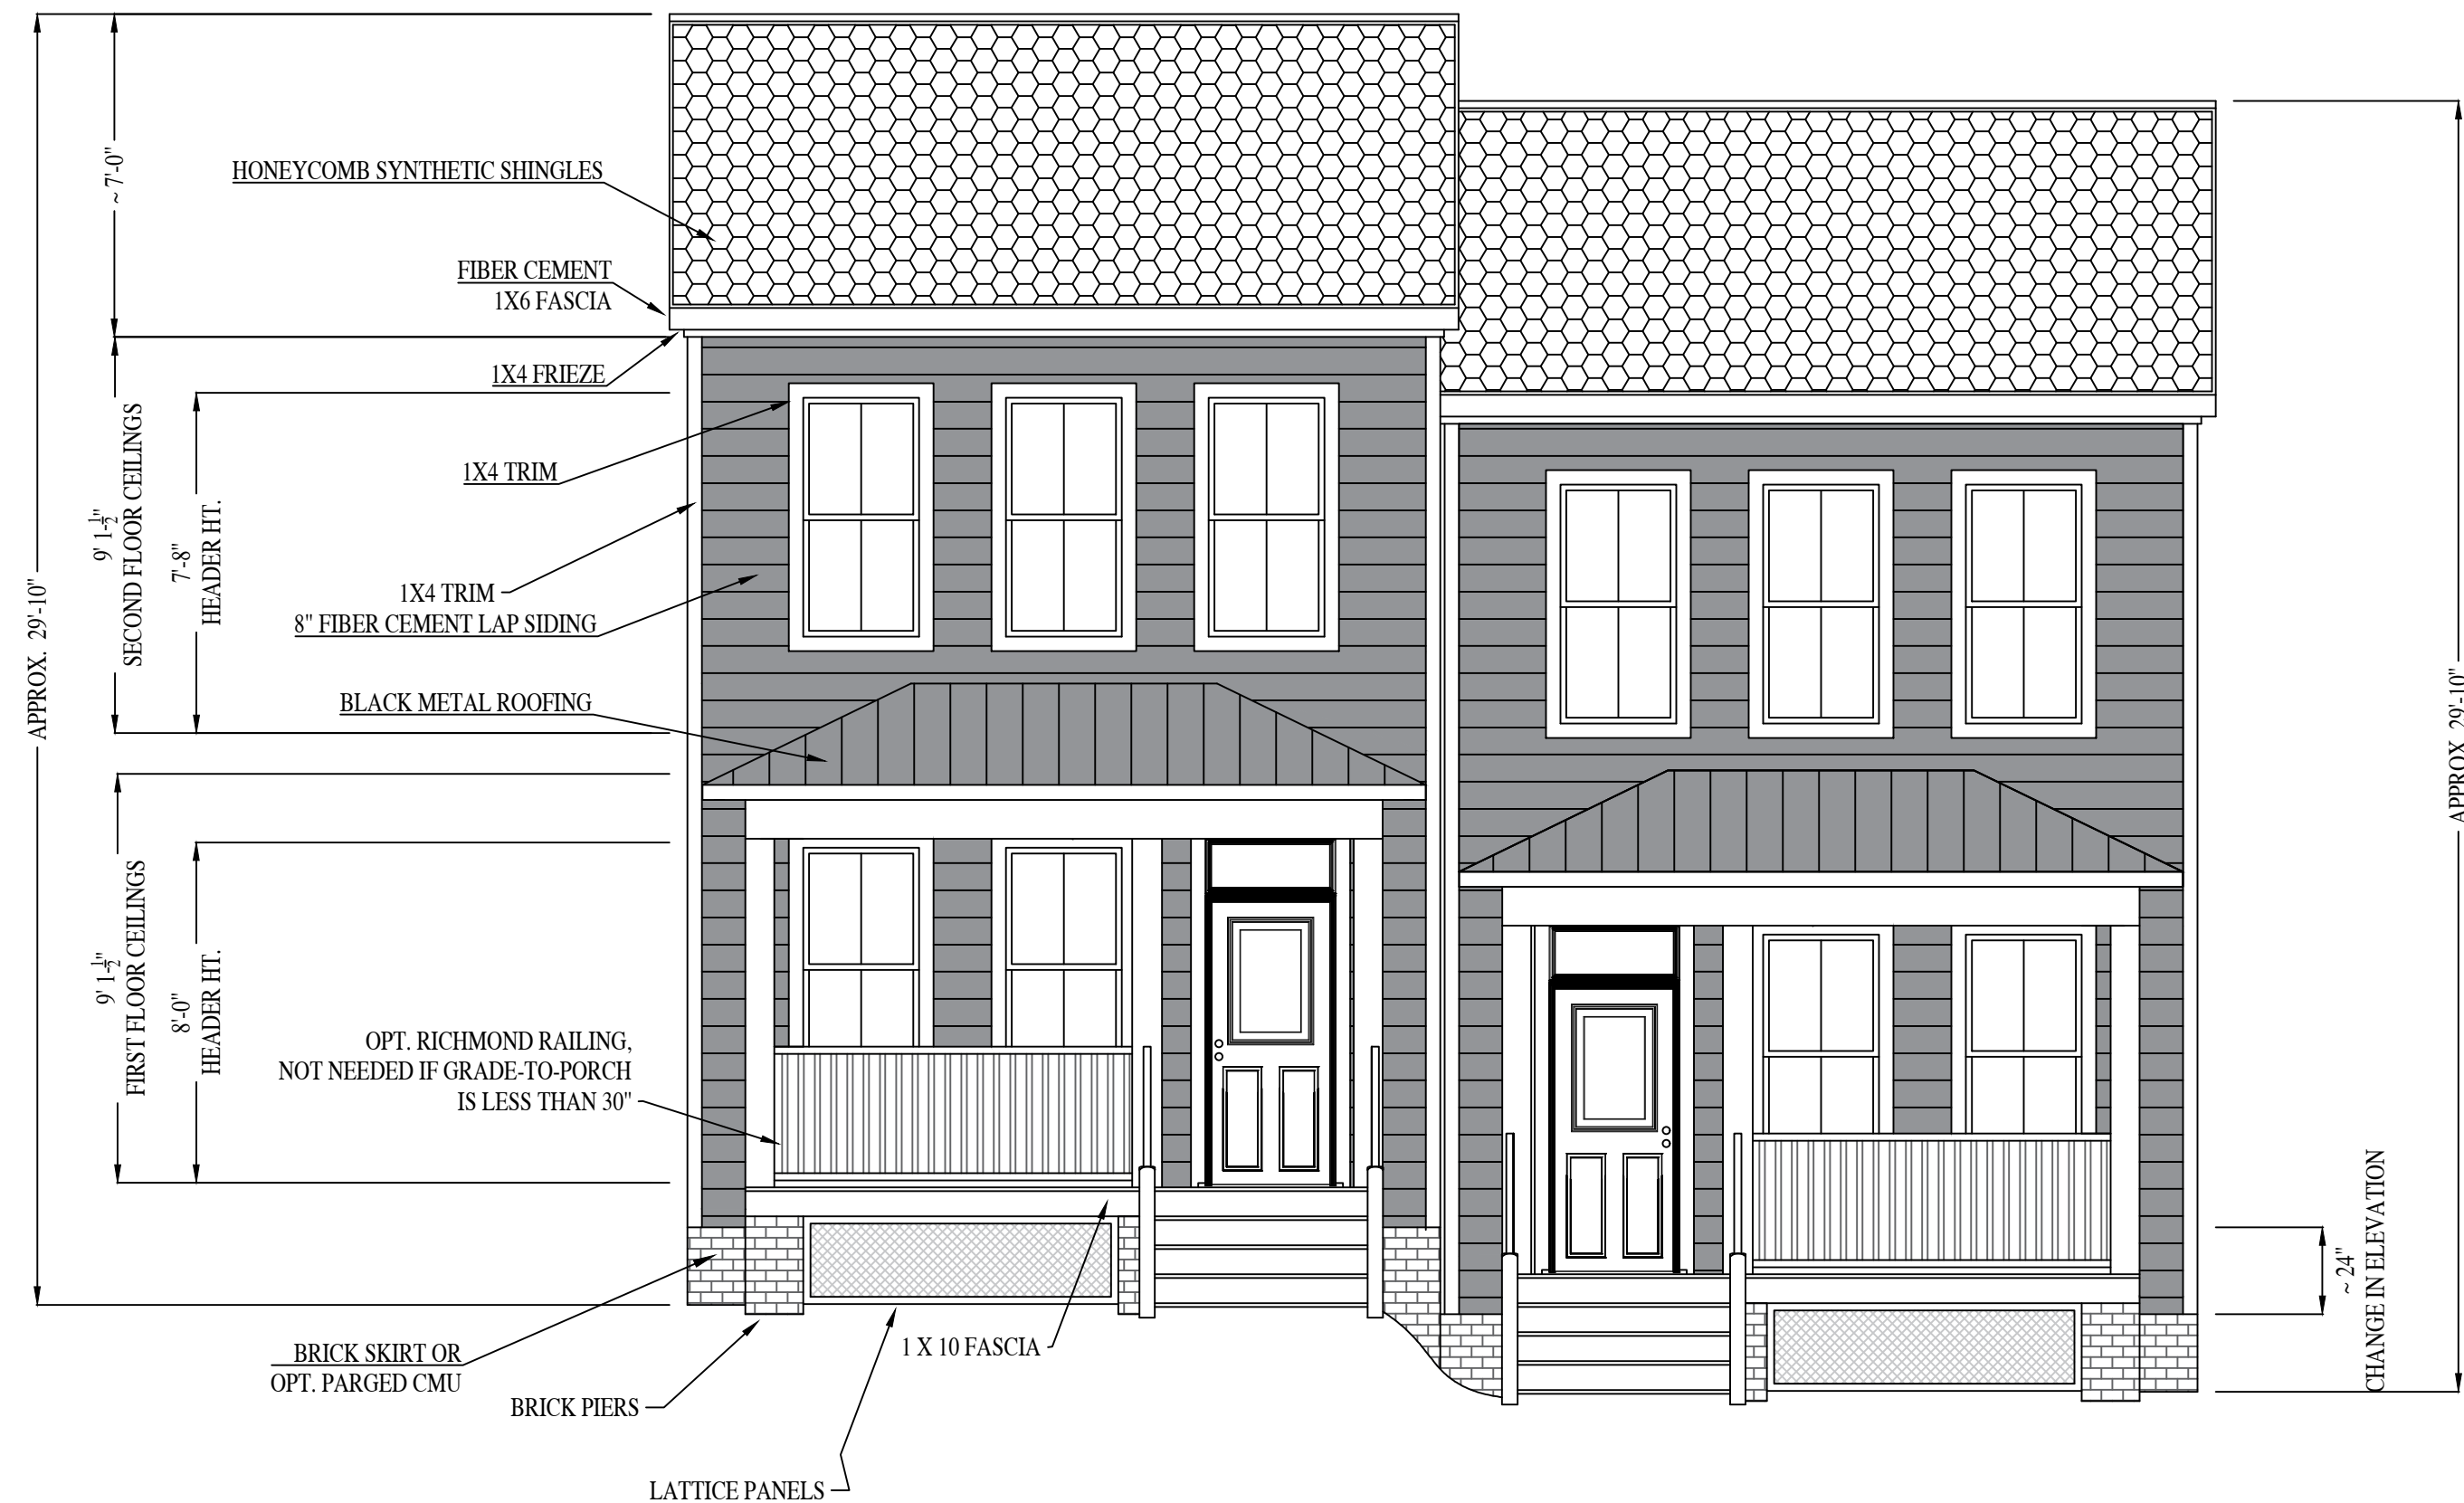 ~ 7'-0"
HONEYCOMB SYNTHETIC SHINGLES
FIBER CEMENT
1X6 FASCIA
1X4 FRIEZE
1X4 TRIM
1X4 TRIM
8" FIBER CEMENT LAP SIDING
BLACK METAL ROOFING
9' 1-1/2"
SECOND FLOOR CEILINGS
7'-8"
HEADER HT.
APPROX. 29'-10"
9' 1-1/2"
FIRST FLOOR CEILINGS
8'-0"
HEADER HT.
OPT. RICHMOND RAILING,
NOT NEEDED IF GRADE-TO-PORCH
IS LESS THAN 30"
BRICK SKIRT OR
OPT. PARGED CMU
BRICK PIERS
LATTICE PANELS
1 X 10 FASCIA
~ 24"
CHANGE IN ELEVATION
APPROX. 29'-10"